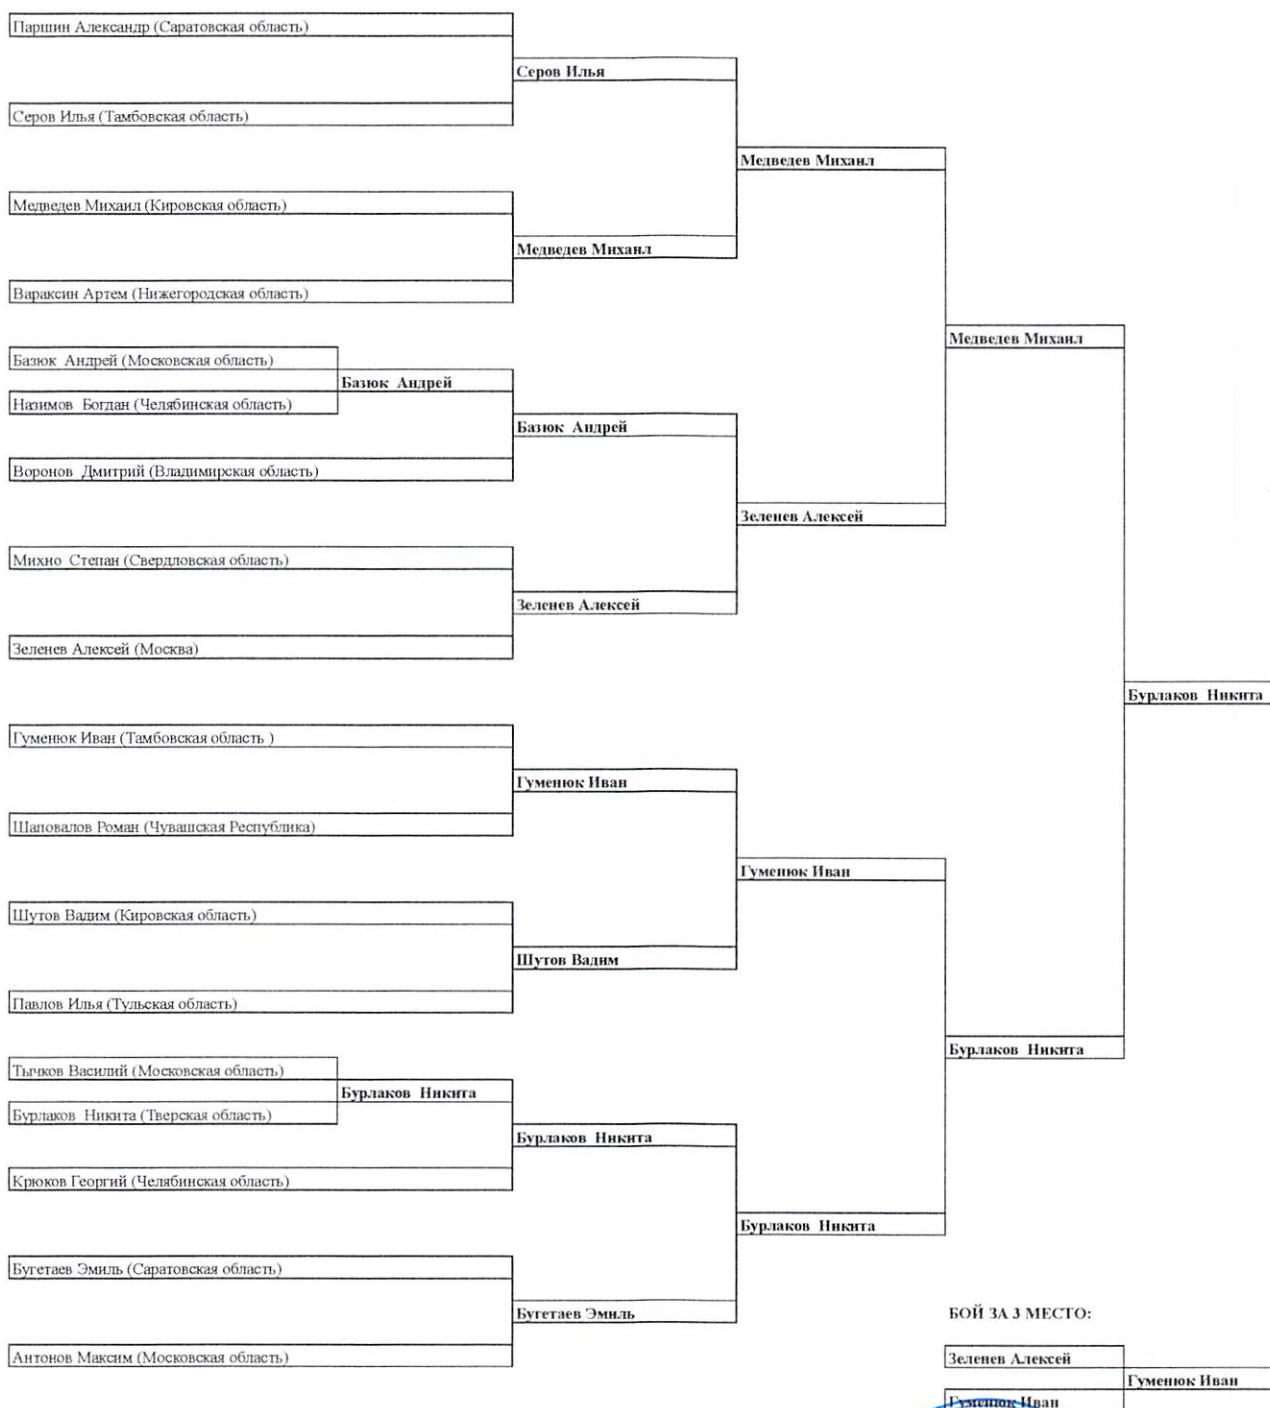 Паршин Александр (Саратовская область)
Серов Илья
Серов Илья (Тамбовская область)
Медведев Михаил
Медведев Михаил (Кировская область)
Медведев Михаил
Вараксин Артем (Нижегородская область)
Медведев Михаил
Базюк Андрей (Московская область)
Базюк Андрей
Назимов Богдан (Челябинская область)
Базюк Андрей
Воронов Дмитрий (Владимирская область)
Зеленев Алексей
Михно Степан (Свердловская область)
Зеленев Алексей
Зеленев Алексей (Москва)
Бурлаков Никита
Гуменюк Иван (Тамбовская область )
Гуменюк Иван
Шаповалов Роман (Чувашская Республика)
Гуменюк Иван
Шутов Вадим (Кировская область)
Шутов Вадим
Павлов Илья (Тульская область)
Бурлаков Никита
Тычков Василий (Московская область)
Бурлаков Никита
Бурлаков Никита (Тверская область)
Бурлаков Никита
Крюков Георгий (Челябинская область)
Бурлаков Никита
Бугетаев Эмиль (Саратовская область)
Бугетаев Эмиль
Антонов Максим (Московская область)
БОЙ ЗА 3 МЕСТО:
Зеленев Алексей
Гуменюк Иван
Гуменюк Иван